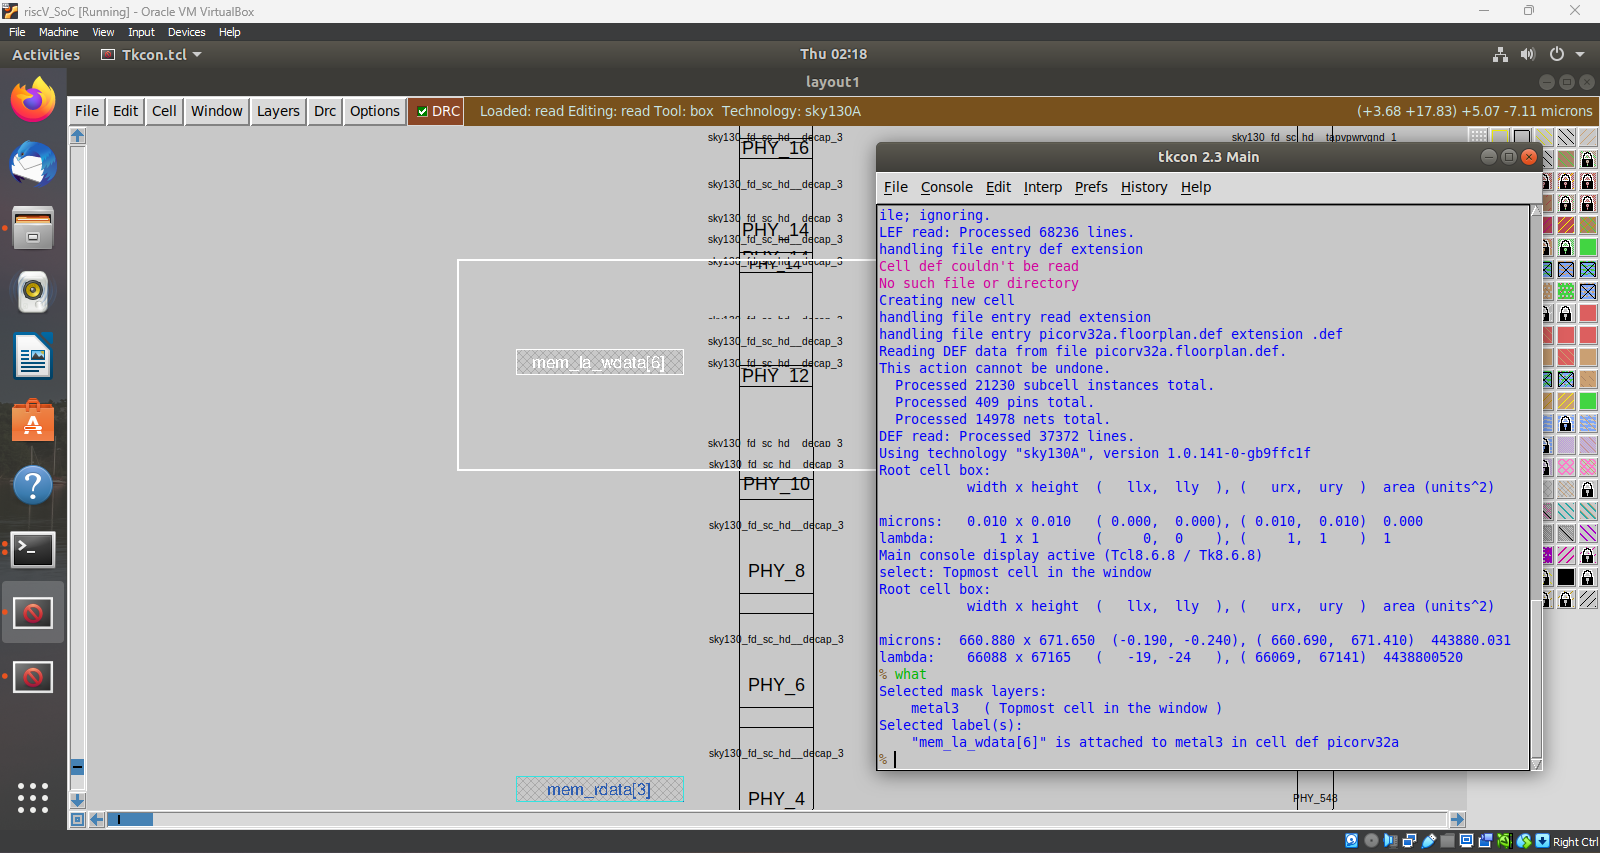 riscV_SoC [Running] - Oracle VM VirtualBox
File Machine View Input Devices Help
Activities Tkcon.tcl Thu 02:18
layout1
File Edit Cell Window Layers Drc Options DRC Loaded: read Editing: read Tool: box Technology: sky130A (+3.68 +17.83) +5.07 -7.11 microns
sky130_fd_sc_hd__decap_3
PHY_16
sky130_fd_sc_hd__decap_3
sky130_fd_sc_hd__decap_3
PHY_14
sky130_fd_sc_hd__decap_3
PHY_14
sky130_fd_sc_hd__decap_3
sky130_fd_sc_hd__decap_3
mem_la_wdata[6]
sky130_fd_sc_hd__decap_3
PHY_12
sky130_fd_sc_hd__decap_3
sky130_fd_sc_hd__decap_3
PHY_10
sky130_fd_sc_hd__decap_3
PHY_8
sky130_fd_sc_hd__decap_3
PHY_6
sky130_fd_sc_hd__decap_3
mem_rdata[3]
PHY_4
sky130_fd_sc_hd__tapvpwrvgnd_1
PHY_543
tkcon 2.3 Main
File Console Edit Interp Prefs History Help
ile; ignoring.
LEF read: Processed 68236 lines.
handling file entry def extension
Cell def couldn't be read
No such file or directory
Creating new cell
handling file entry read extension
handling file entry picorv32a.floorplan.def extension .def
Reading DEF data from file picorv32a.floorplan.def.
This action cannot be undone.
Processed 21230 subcell instances total.
Processed 409 pins total.
Processed 14978 nets total.
DEF read: Processed 37372 lines.
Using technology "sky130A", version 1.0.141-0-gb9ffc1f
Root cell box:
width x height ( llx, lly ), ( urx, ury ) area (units^2)
microns: 0.010 x 0.010 ( 0.000, 0.000), ( 0.010, 0.010) 0.000
lambda: 1 x 1 ( 0, 0 ), ( 1, 1 ) 1
Main console display active (Tcl8.6.8 / Tk8.6.8)
select: Topmost cell in the window
Root cell box:
width x height ( llx, lly ), ( urx, ury ) area (units^2)
microns: 660.880 x 671.650 (-0.190, -0.240), ( 660.690, 671.410) 443880.031
lambda: 66088 x 67165 ( -19, -24 ), ( 66069, 67141) 4438800520
% what
Selected mask layers:
metal3 ( Topmost cell in the window )
Selected label(s):
"mem_la_wdata[6]" is attached to metal3 in cell def picorv32a
%
Right Ctrl